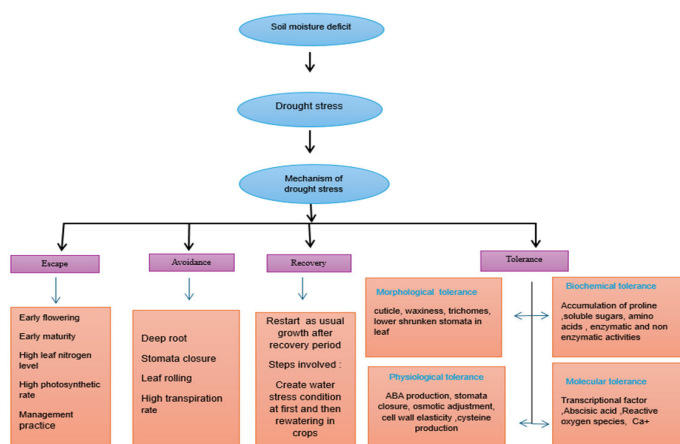 Soil moisture deficit
Drought stress
Mechanism of
drought stress
Escape
Avoidance
Recovery
Tolerance
Early flowering
Early maturity
High leaf nitrogen
level
High photosynthetic
rate
Management
practice
Deep root
Stomata closure
Leaf rolling
High transpiration
rate
Restart as usual
growth after
recovery period
Steps involved :
Create water
stress condition
at first and then
rewatering in
crops
Morphological tolerance
cuticle, waxiness, trichomes,
lower shrunken stomata in
leaf
Biochemical tolerance
Accumulation of proline
,soluble sugars, amino
acids , enzymatic and non
enzymatic activities
Physiological tolerance
ABA production, stomata
closure, osmotic adjustment,
cell wall elasticity ,cysteine
production
Molecular tolerance
Transcriptional factor
,Abscisic acid ,Reactive
oxygen species, Ca+